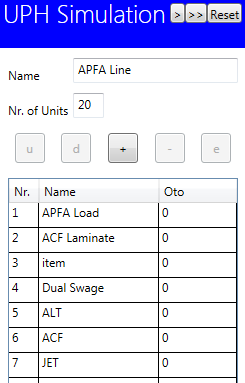 UPH Simulation > >> Reset
Name APFA Line
Nr. of Units 20
u d + - e
Nr. Name Oto
1 APFA Load 0
2 ACF Laminate 0
3 item 0
4 Dual Swage 0
5 ALT 0
6 ACF 0
7 JET 0